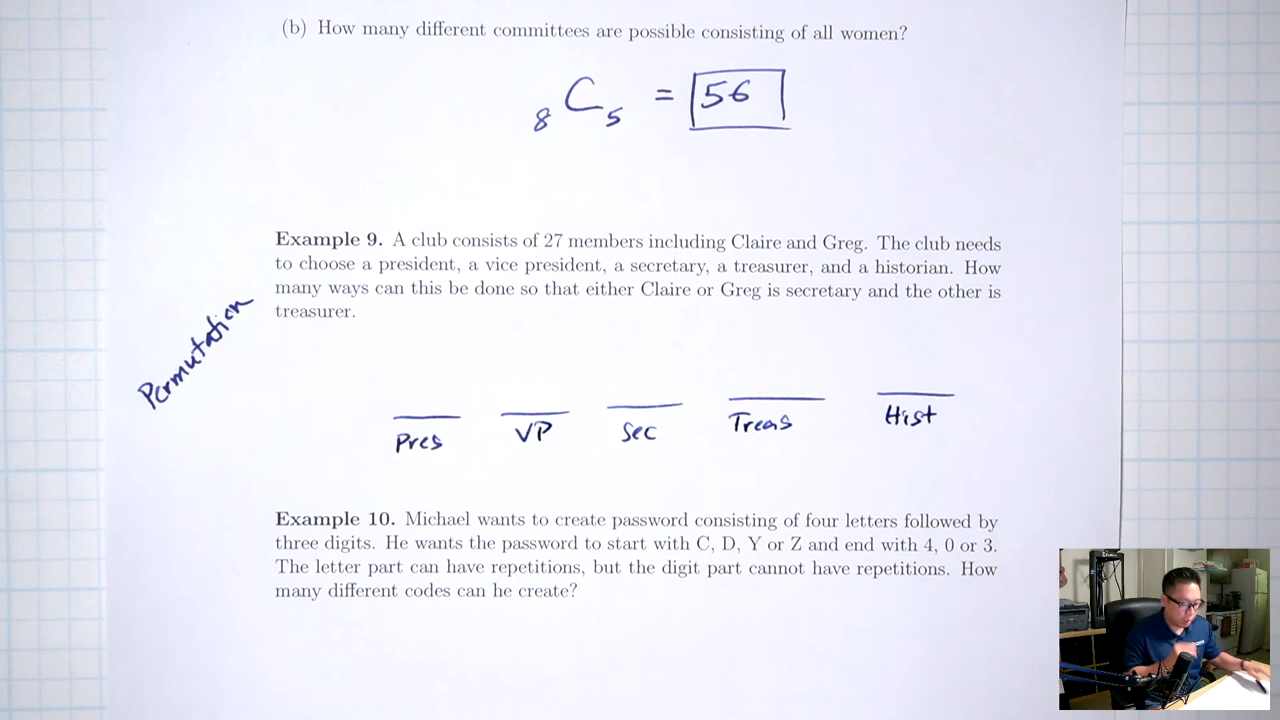 (b) How many different committees are possible consisting of all women?
8C5 = 56
Example 9. A club consists of 27 members including Claire and Greg. The club needs
to choose a president, a vice president, a secretary, a treasurer, and a historian. How
many ways can this be done so that either Claire or Greg is secretary and the other is
treasurer.
Permutation
Pres VP Sec Treas Hist
Example 10. Michael wants to create password consisting of four letters followed by
three digits. He wants the password to start with C, D, Y or Z and end with 4, 0 or 3.
The letter part can have repetitions, but the digit part cannot have repetitions. How
many different codes can he create?